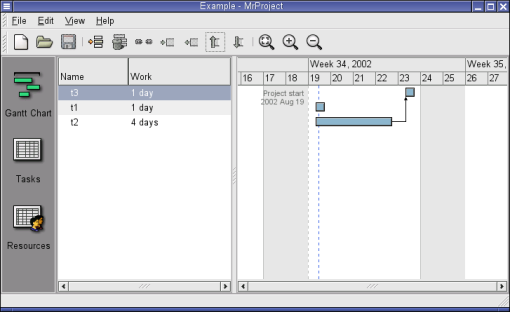 Example - MrProject
File Edit View Help
Gantt Chart
Tasks
Resources
Name Work
t3 1 day
t1 1 day
t2 4 days
Week 34, 2002 Week 35,
16 17 18 19 20 21 22 23 24 25 26 27
Project start
2002 Aug 19